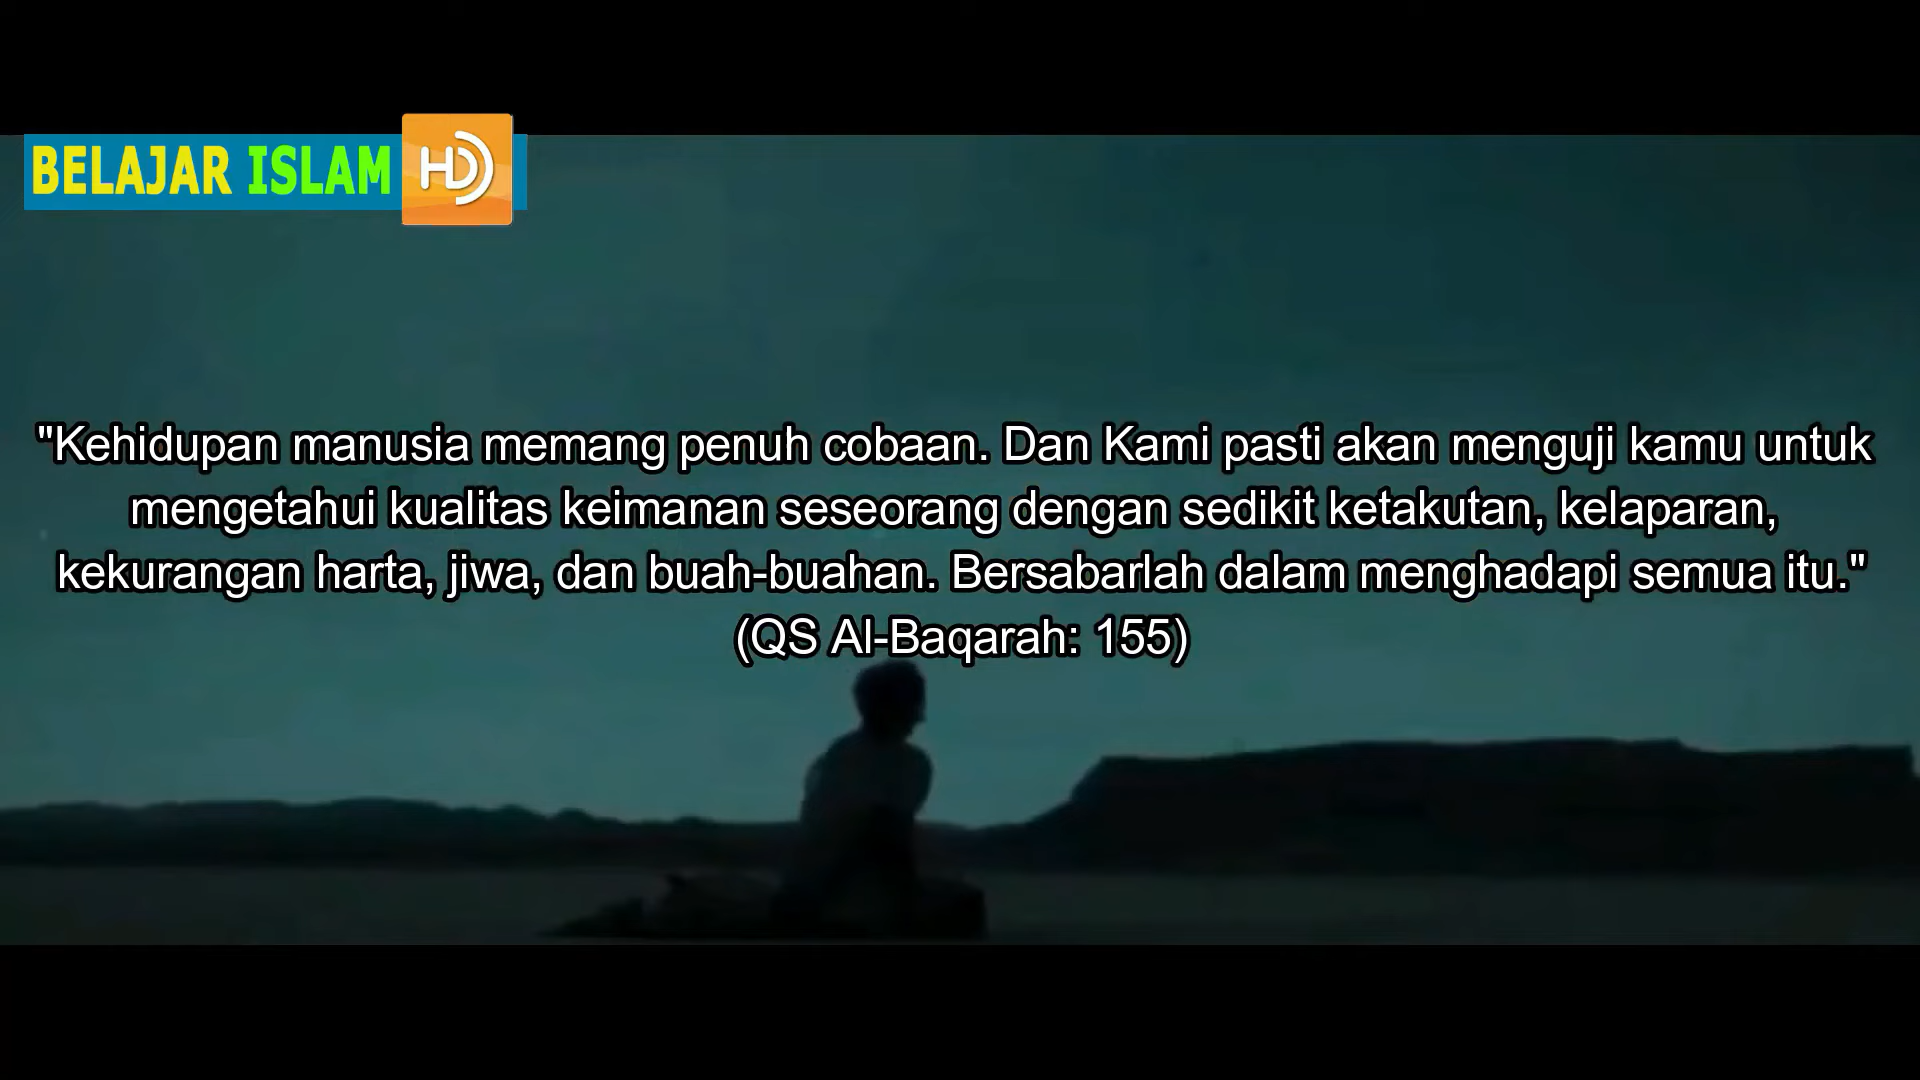 BELAJAR ISLAM HD
"Kehidupan manusia memang penuh cobaan. Dan Kami pasti akan menguji kamu untuk
mengetahui kualitas keimanan seseorang dengan sedikit ketakutan, kelaparan,
kekurangan harta, jiwa, dan buah-buahan. Bersabarlah dalam menghadapi semua itu."
(QS Al-Baqarah: 155)